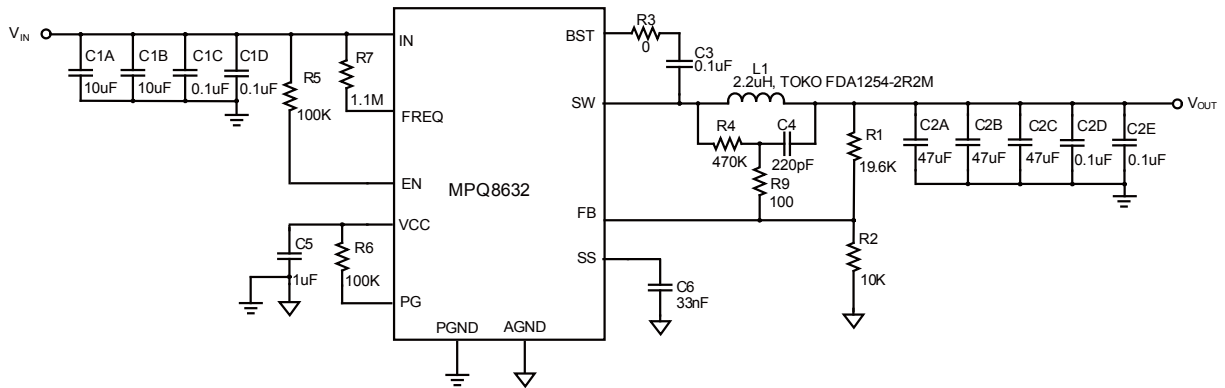 VIN
C1A
10uF
C1B
10uF
C1C
0.1uF
C1D
0.1uF
R5
100K
R7
1.1M
IN
FREQ
EN
VCC
PG
PGND
AGND
MPQ8632
BST
SW
FB
SS
C5
1uF
R6
100K
R3
0
C3
0.1uF
L1
2.2uH, TOKO FDA1254-2R2M
R4
470K
C4
220pF
R9
100
R1
19.6K
R2
10K
C6
33nF
C2A
47uF
C2B
47uF
C2C
47uF
C2D
0.1uF
C2E
0.1uF
VOUT